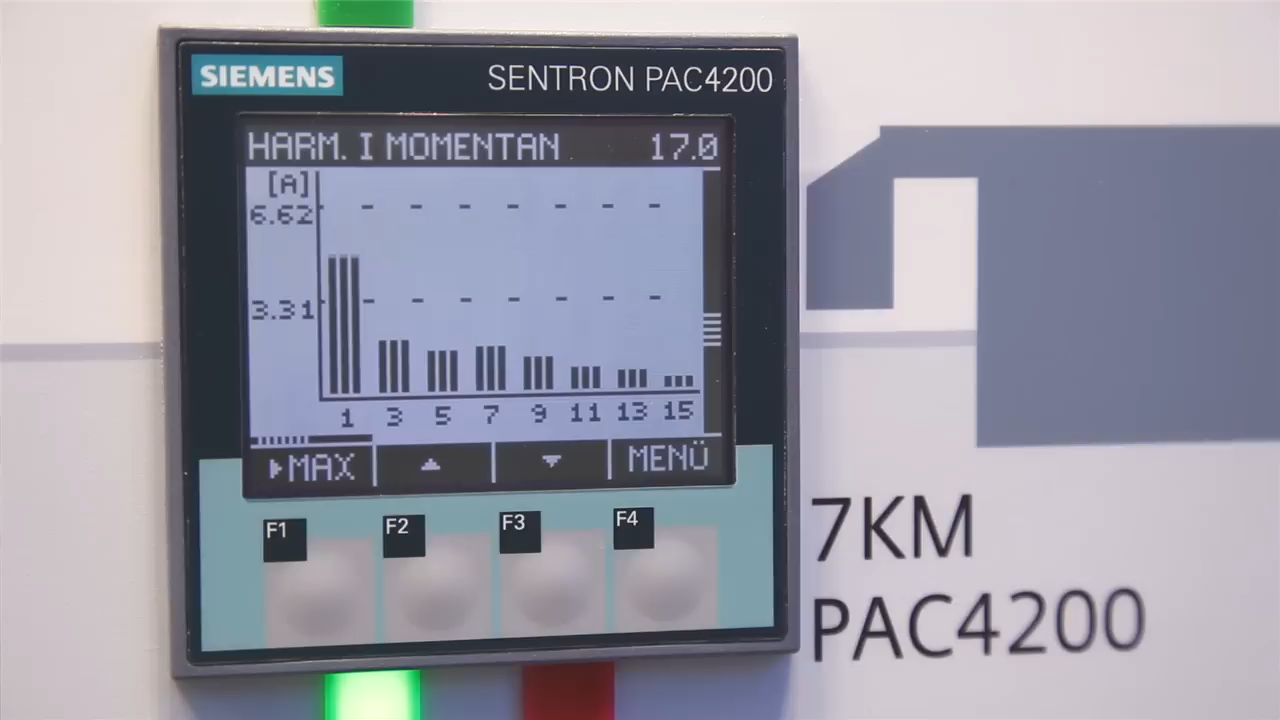 SIEMENS
SENTRON PAC4200
HARM. I MOMENTAN 17.0
[A]
6.62
3.31
1 3 5 7 9 11 13 15
MAX MENÜ
F1 F2 F3 F4
7KM
PAC4200